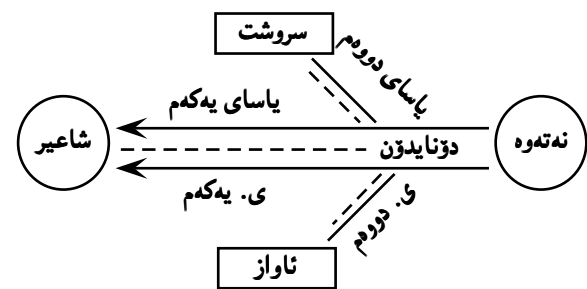 سروشت
یاسای دووەم
یاسای یەکەم
نەتەوە
دۆنایدۆن
شاعیر
ی. یەکەم
ی. دووەم
ئاواز